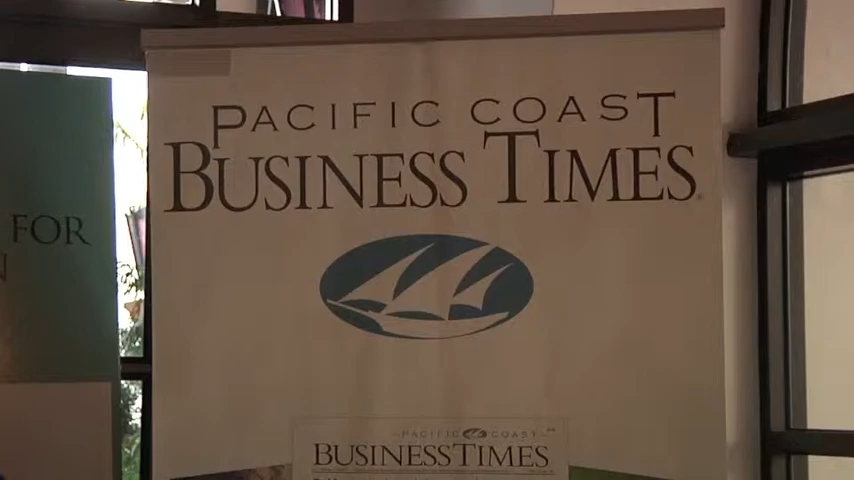 PACIFIC COAST
BUSINESS TIMES
FOR
PACIFIC COAST
BUSINESS TIMES